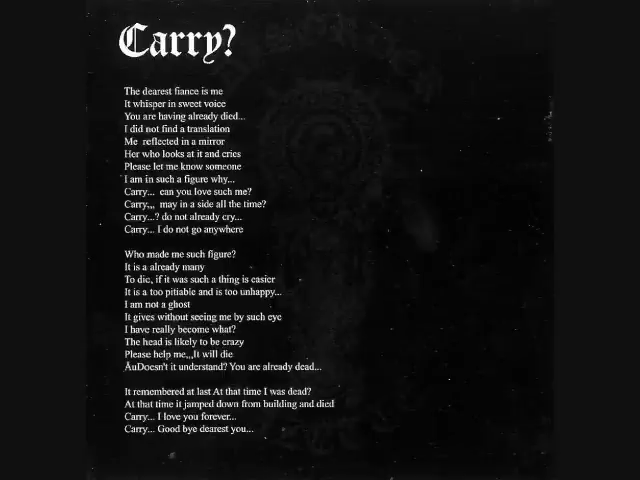 Carry?
The dearest fiance is me
It whisper in sweet voice
You are having already died...
I did not find a translation
Me reflected in a mirror
Her who looks at it and cries
Please let me know someone
I am in such a figure why...
Carry... can you love such me?
Carry,,, may in a side all the time?
Carry...? do not already cry...
Carry... I do not go anywhere
Who made me such figure?
It is a already many
To die, if it was such a thing is easier
It is a too pitiable and is too unhappy...
I am not a ghost
It gives without seeing me by such eye
I have really become what?
The head is likely to be crazy
Please help me,,,It will die
ÅuDoesn't it understand? You are already dead...
It remembered at last At that time I was dead?
At that time it jamped down from building and died
Carry... I love you forever...
Carry... Good bye dearest you...